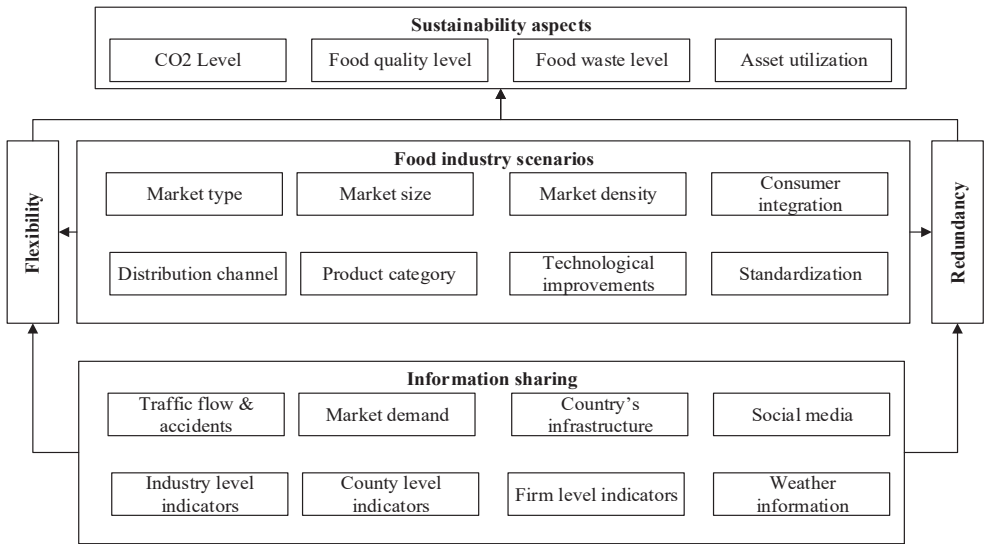 Sustainability aspects
CO2 Level
Food quality level
Food waste level
Asset utilization
Flexibility
Food industry scenarios
Market type
Market size
Market density
Consumer
integration
Distribution channel
Product category
Technological
improvements
Standardization
Redundancy
Information sharing
Traffic flow &
accidents
Market demand
Country's
infrastructure
Social media
Industry level
indicators
County level
indicators
Firm level indicators
Weather
information